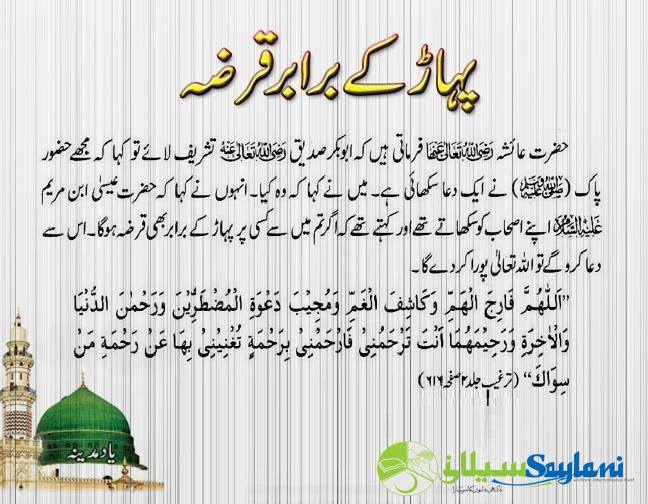 پہاڑ کے برابر قرضہ
حضرت عائشہ رضی اللہ تعالیٰ عنہا فرماتی ہیں کہ ابوبکر صدیق رضی اللہ تعالیٰ عنہ تشریف لائے تو کہا کہ مجھے حضور
پاک (صلی اللہ علیہ وسلم) نے ایک دعا سکھائی ہے۔ میں نے کہا کہ وہ کیا۔ انہوں نے کہا کہ حضرت عیسیٰ ابن مریم
علیہ السلام اپنے اصحاب کو سکھاتے تھے اور کہتے تھے کہ اگر تم میں سے کسی پر پہاڑ کے برابر بھی قرضہ ہوگا۔ اس سے
دعا کرو گے تو اللہ تعالیٰ پورا کر دے گا۔
”اَللّٰهُمَّ فَارِجَ الْهَمِّ وَكَاشِفَ الْغَمِّ وَمُجِيْبَ دَعْوَةِ الْمُضْطَرِّيْنَ وَرَحْمٰنَ الدُّنْيَا
وَالْاٰخِرَةِ وَرَحِيْمَهُمَا اَنْتَ تَرْحَمُنِىْ فَارْحَمْنِىْ بِرَحْمَةٍ تُغْنِيْنِىْ بِهَا عَنْ رَحْمَةِ مَنْ
سِوَاكَ“ (ترغیب جلد ۲ صفحہ ۶۱۶)
یاد مدینہ
سیلانی Saylani
welfare international trust